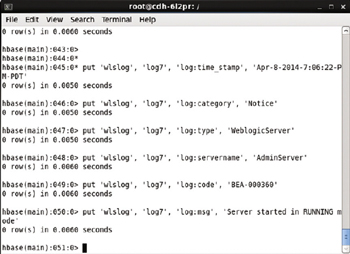 root@cdh-6l2pr: /
File Edit View Search Terminal Help
0 row(s) in 0.0060 seconds
hbase(main):043:0>
hbase(main):044:0*
hbase(main):045:0* put 'wlslog', 'log7', 'log:time_stamp', 'Apr-8-2014-7:06:22-P
M-PDT'
0 row(s) in 0.0050 seconds
hbase(main):046:0> put 'wlslog', 'log7', 'log:category', 'Notice'
0 row(s) in 0.0050 seconds
hbase(main):047:0> put 'wlslog', 'log7', 'log:type', 'WeblogicServer'
0 row(s) in 0.0050 seconds
hbase(main):048:0> put 'wlslog', 'log7', 'log:servername', 'AdminServer'
0 row(s) in 0.0060 seconds
hbase(main):049:0> put 'wlslog', 'log7', 'log:code', 'BEA-000360'
0 row(s) in 0.0060 seconds
hbase(main):050:0> put 'wlslog', 'log7', 'log:msg', 'Server started in RUNNING m
ode'
0 row(s) in 0.0060 seconds
hbase(main):051:0>